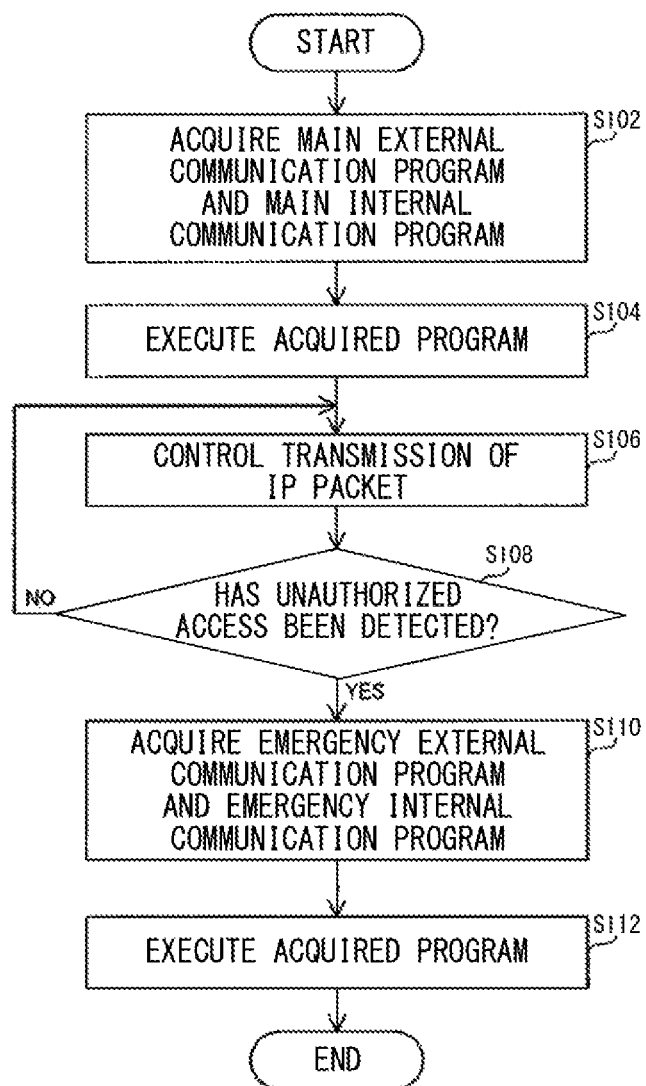 START
S102
ACQUIRE MAIN EXTERNAL
COMMUNICATION PROGRAM
AND MAIN INTERNAL
COMMUNICATION PROGRAM
S104
EXECUTE ACQUIRED PROGRAM
S106
CONTROL TRANSMISSION OF
IP PACKET
S108
HAS UNAUTHORIZED
ACCESS BEEN DETECTED?
NO
YES
S110
ACQUIRE EMERGENCY EXTERNAL
COMMUNICATION PROGRAM
AND EMERGENCY INTERNAL
COMMUNICATION PROGRAM
S112
EXECUTE ACQUIRED PROGRAM
END